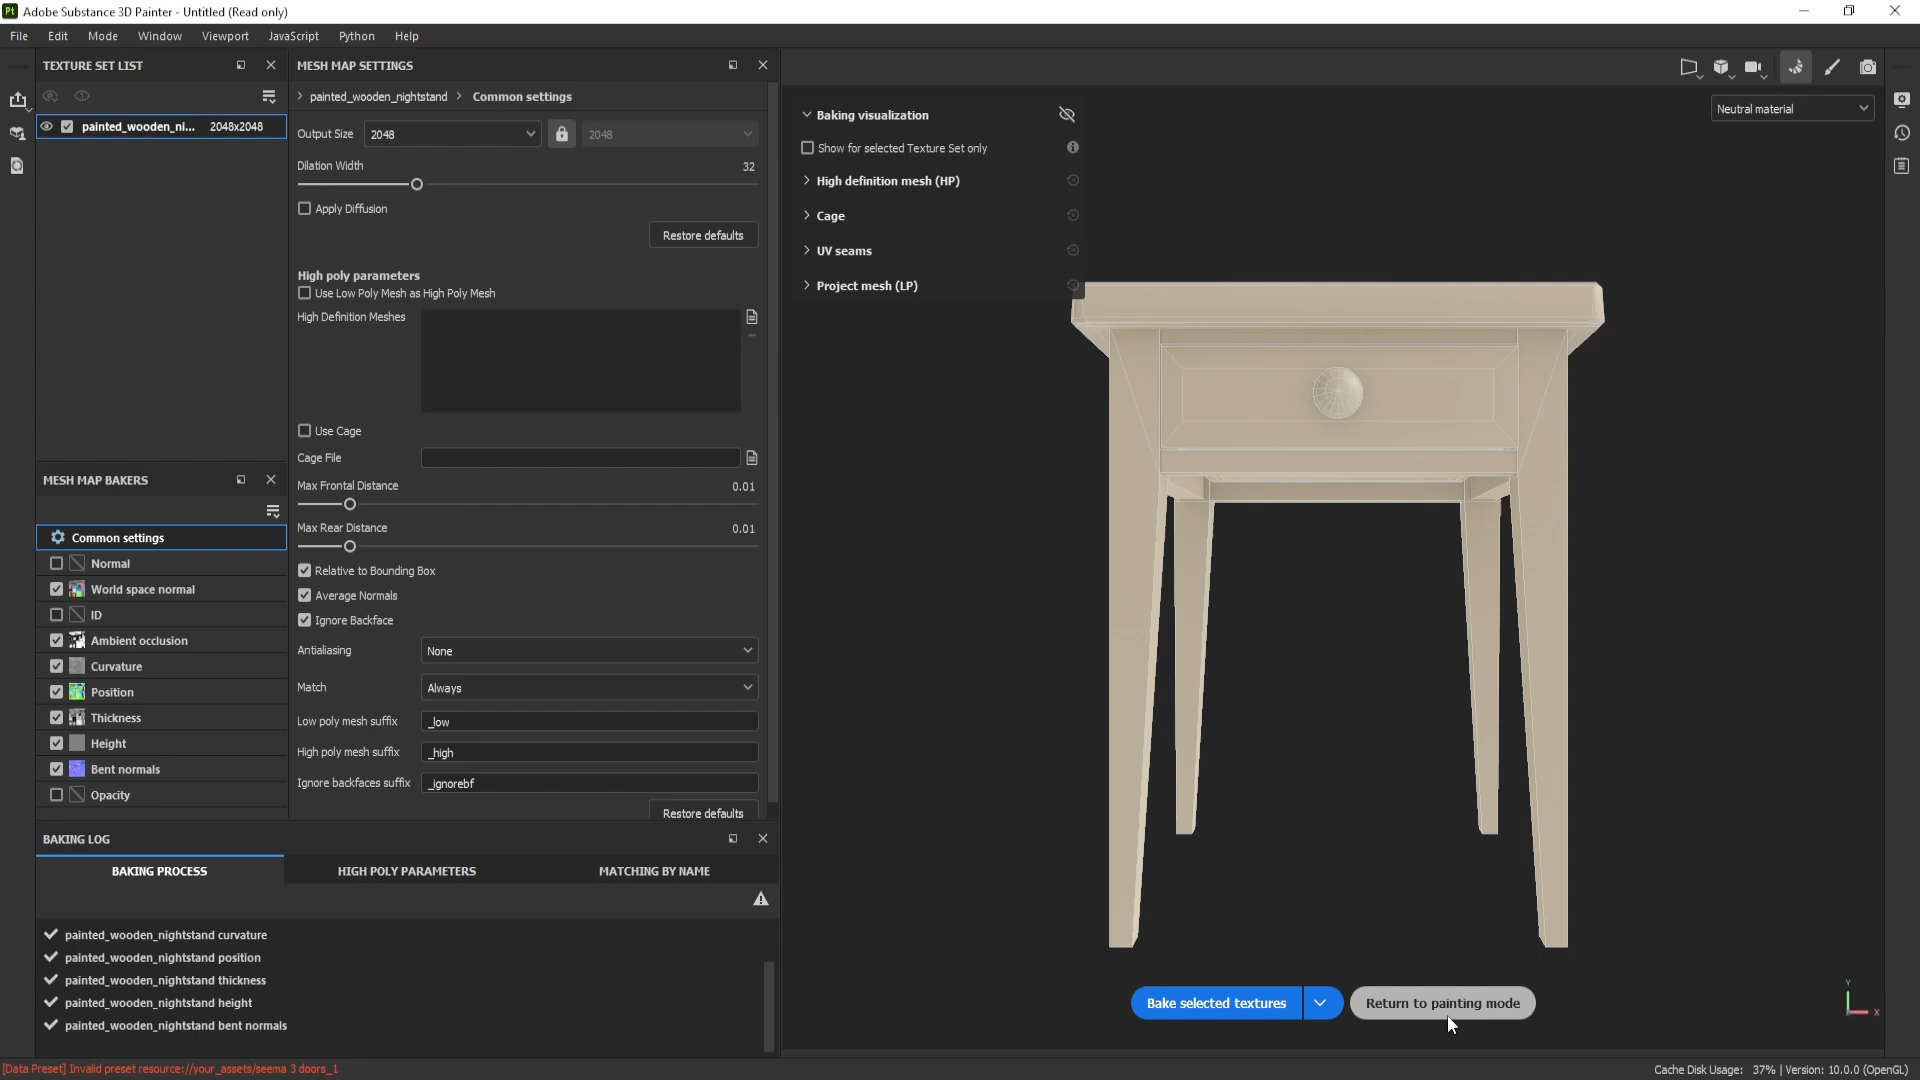 Pt Adobe Substance 3D Painter - Untitled (Read only)
File Edit Mode Window Viewport JavaScript Python Help
TEXTURE SET LIST
painted_wooden_ni... 2048x2048
MESH MAP BAKERS
Common settings
Normal
World space normal
ID
Ambient occlusion
Curvature
Position
Thickness
Height
Bent normals
Opacity
MESH MAP SETTINGS
> painted_wooden_nightstand > Common settings
Output Size 2048 2048
Dilation Width 32
Apply Diffusion
Restore defaults
High poly parameters
Use Low Poly Mesh as High Poly Mesh
High Definition Meshes
Use Cage
Cage File
Max Frontal Distance 0.01
Max Rear Distance 0.01
Relative to Bounding Box
Average Normals
Ignore Backface
Antialiasing None
Match Always
Low poly mesh suffix _low
High poly mesh suffix _high
Ignore backfaces suffix _ignorebf
Restore defaults
BAKING LOG
BAKING PROCESS HIGH POLY PARAMETERS MATCHING BY NAME
painted_wooden_nightstand curvature
painted_wooden_nightstand position
painted_wooden_nightstand thickness
painted_wooden_nightstand height
painted_wooden_nightstand bent normals
Baking visualization
Show for selected Texture Set only
High definition mesh (HP)
Cage
UV seams
Project mesh (LP)
Neutral material
Bake selected textures Return to painting mode
Y
X
[Data Preset] Invalid preset resource://your_assets/seema 3 doors_1
Cache Disk Usage: 37% | Version: 10.0.0 (OpenGL)